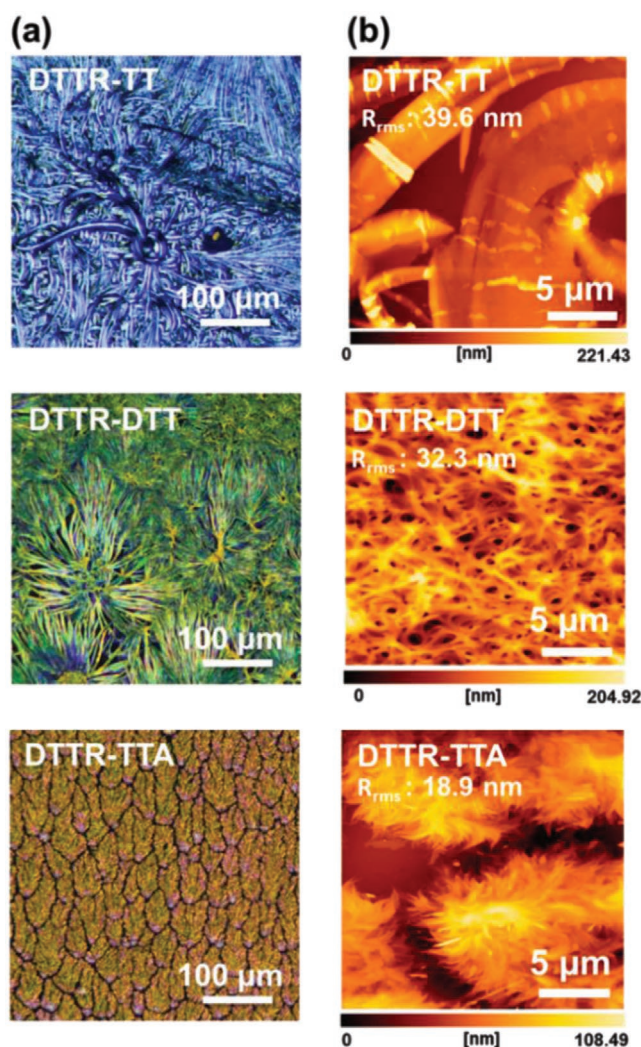 (a)
(b)
DTTR-TT
100 µm
DTTR-TT
Rrms: 39.6 nm
5 µm
0 [nm] 221.43
DTTR-DTT
100 µm
DTTR-DTT
Rrms: 32.3 nm
5 µm
0 [nm] 204.92
DTTR-TTA
100 µm
DTTR-TTA
Rrms: 18.9 nm
5 µm
0 [nm] 108.49